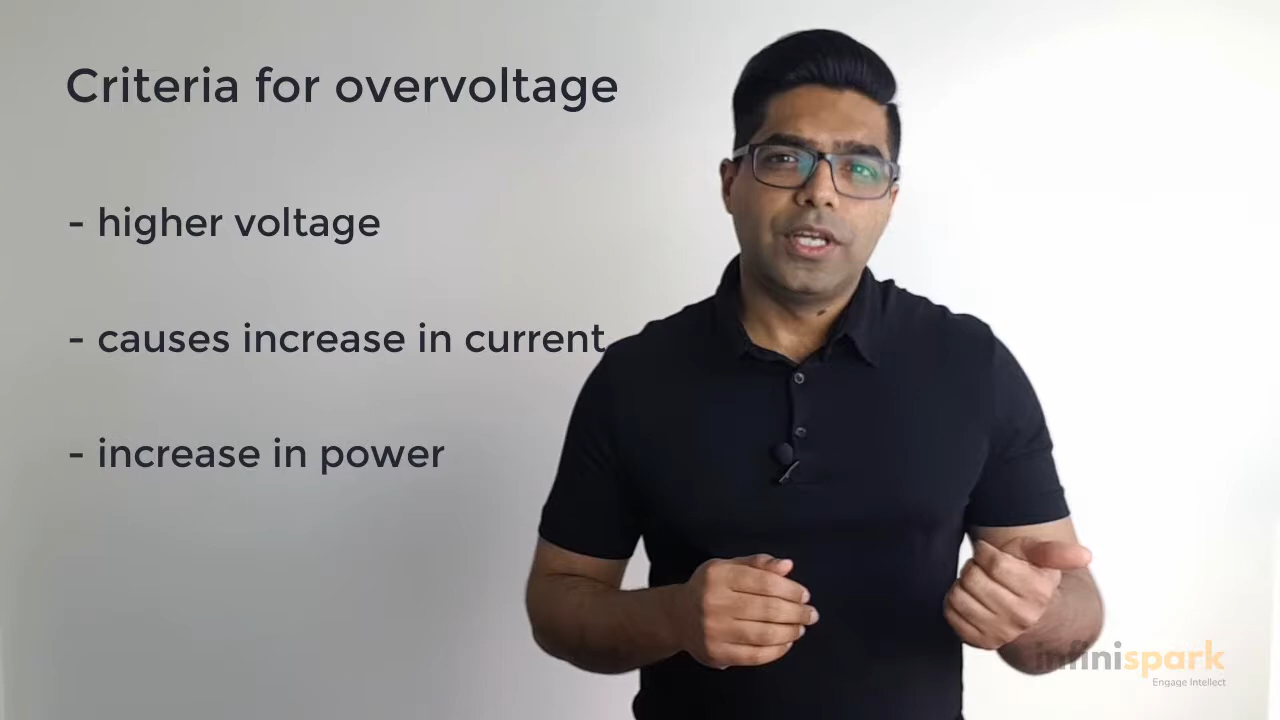 Criteria for overvoltage
- higher voltage
- causes increase in current
- increase in power
infinispark
Engage Intellect